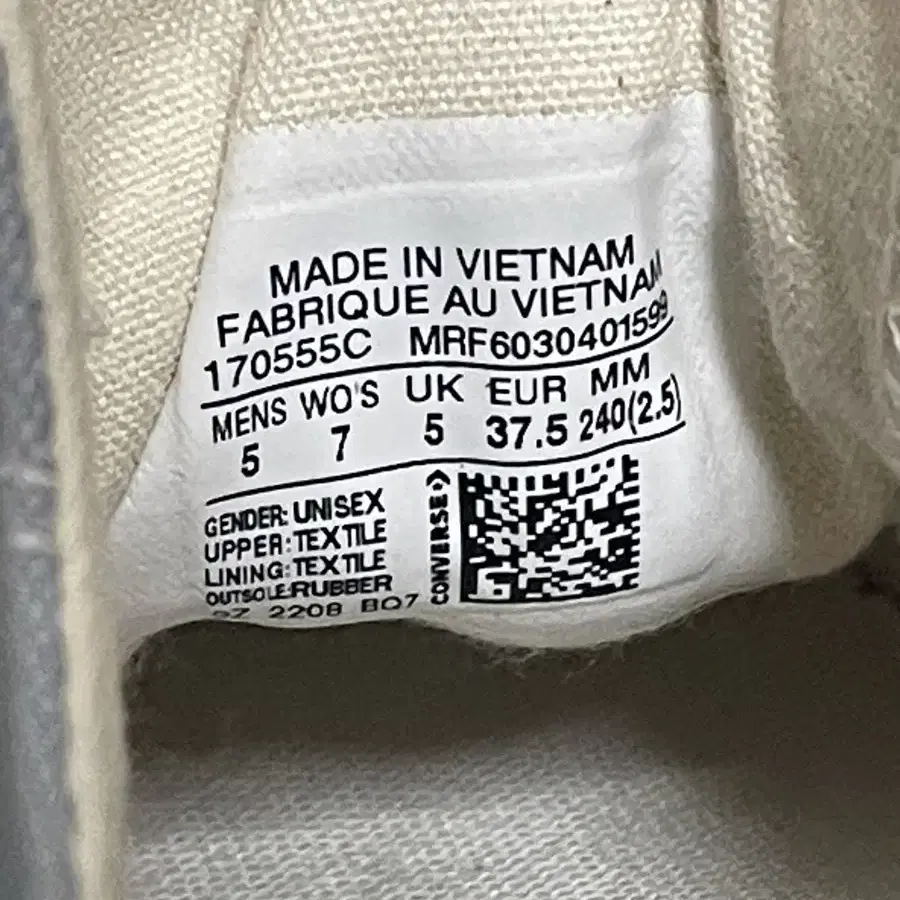 MADE IN VIETNAM
FABRIQUE AU VIETNAM
170555C MRF6030401599
MENS WO'S UK EUR MM
5 7 5 37.5 240(2.5)
GENDER: UNISEX
UPPER: TEXTILE
LINING: TEXTILE
OUTSOLE:RUBBER
2208 BQ7
CONVERSE